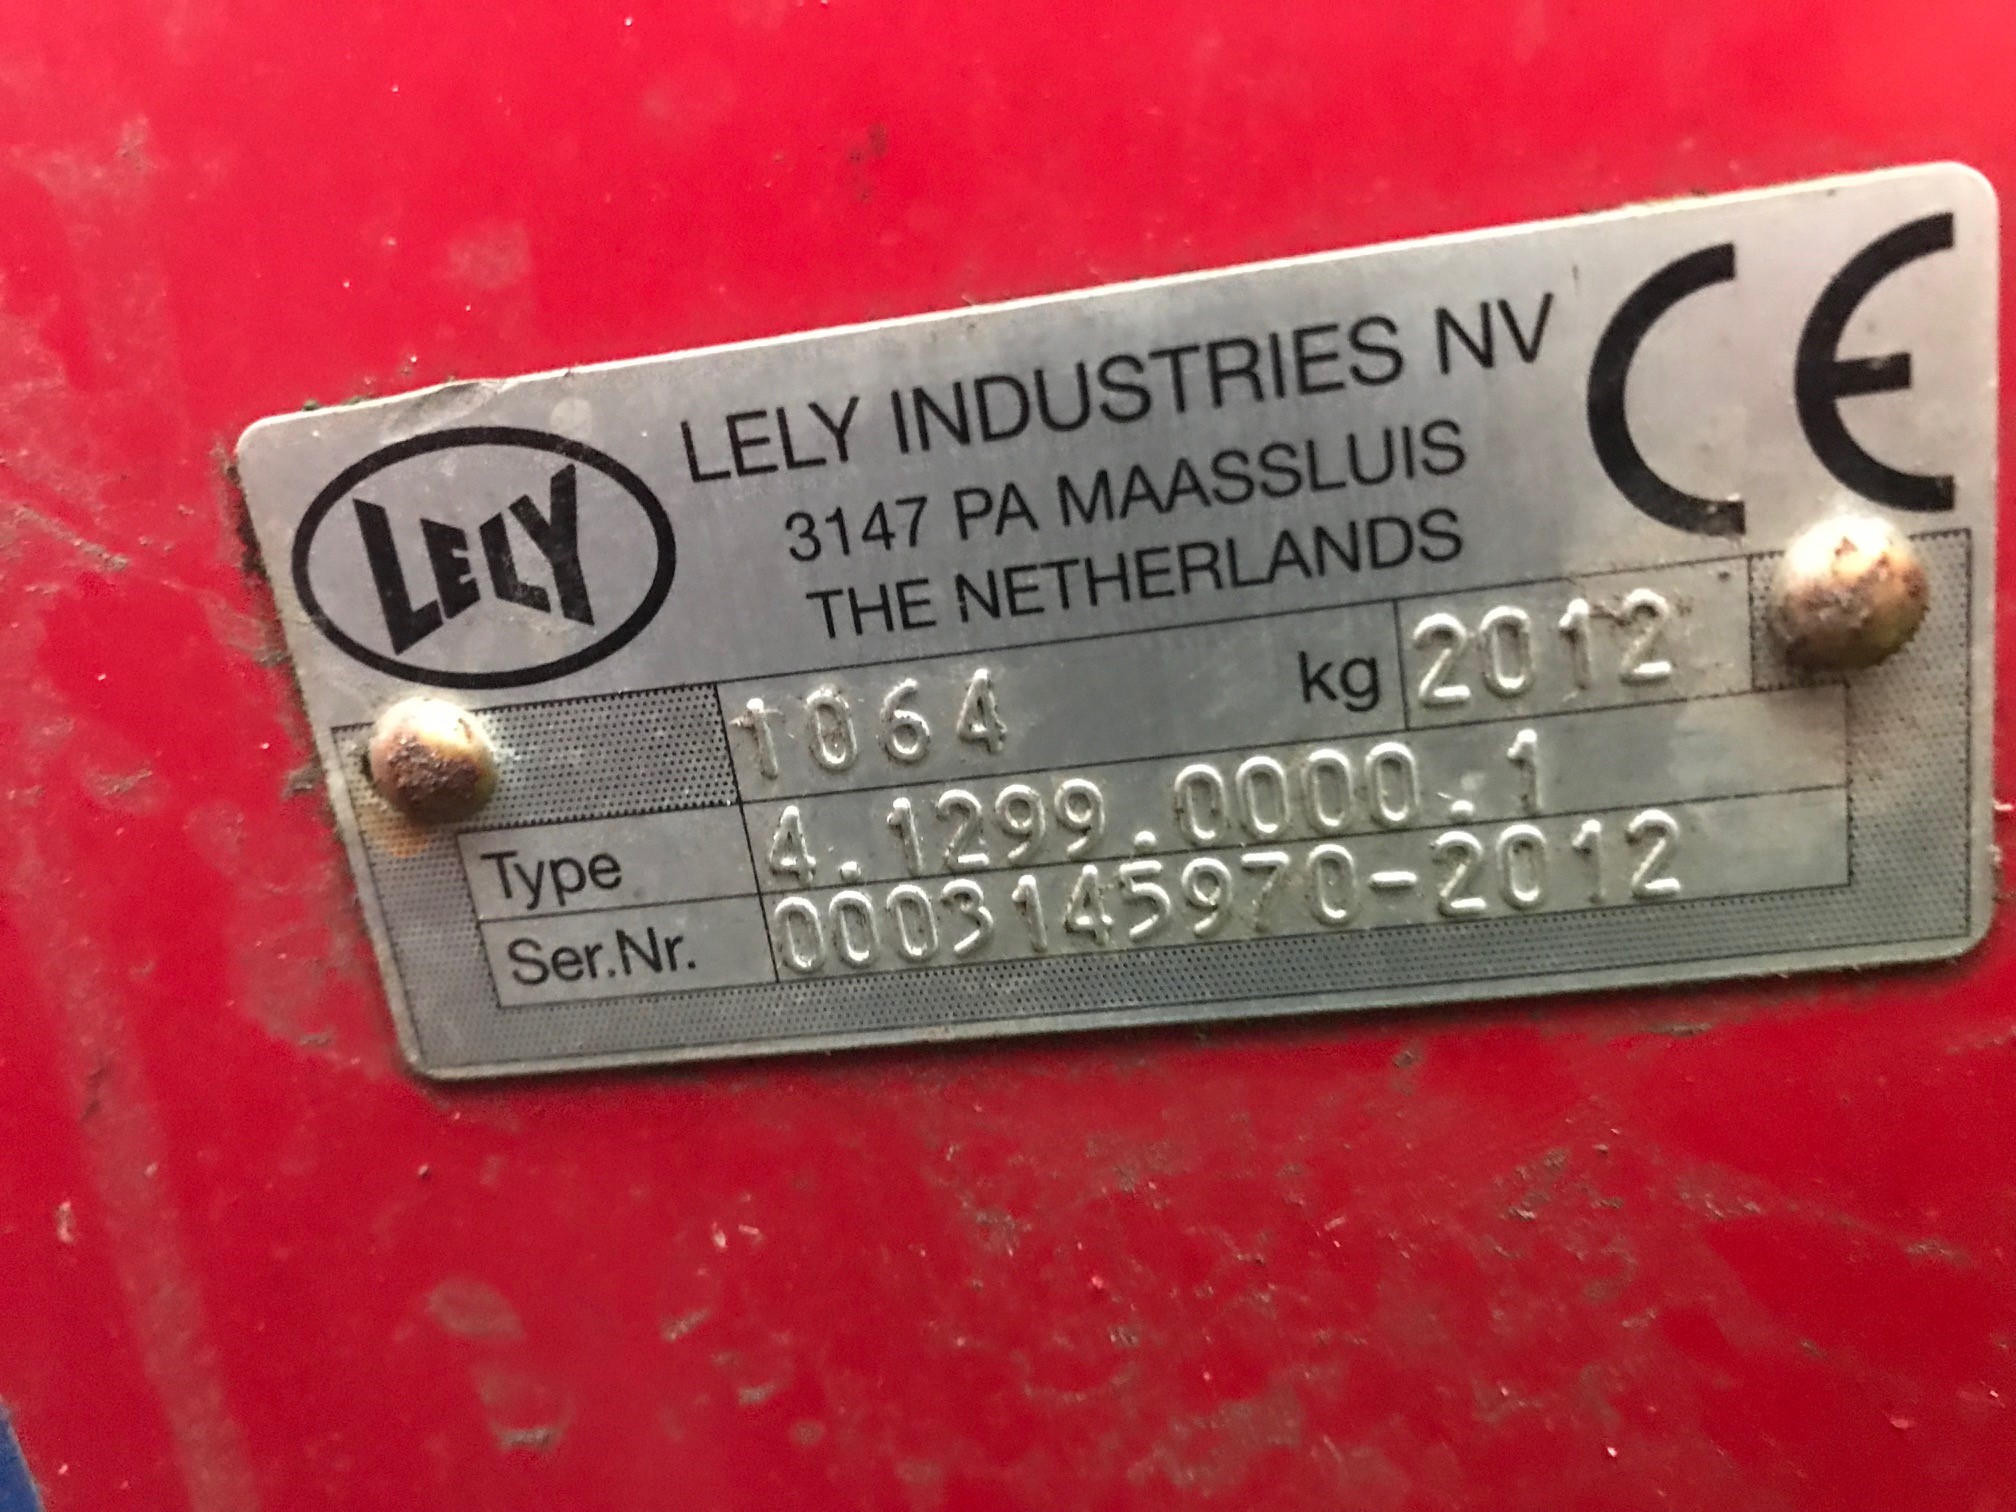 LELY
LELY INDUSTRIES NV
3147 PA MAASSLUIS
THE NETHERLANDS
CE
1064 kg 2012
Type 4.1299.0000.1
Ser.Nr. 0003145970-2012